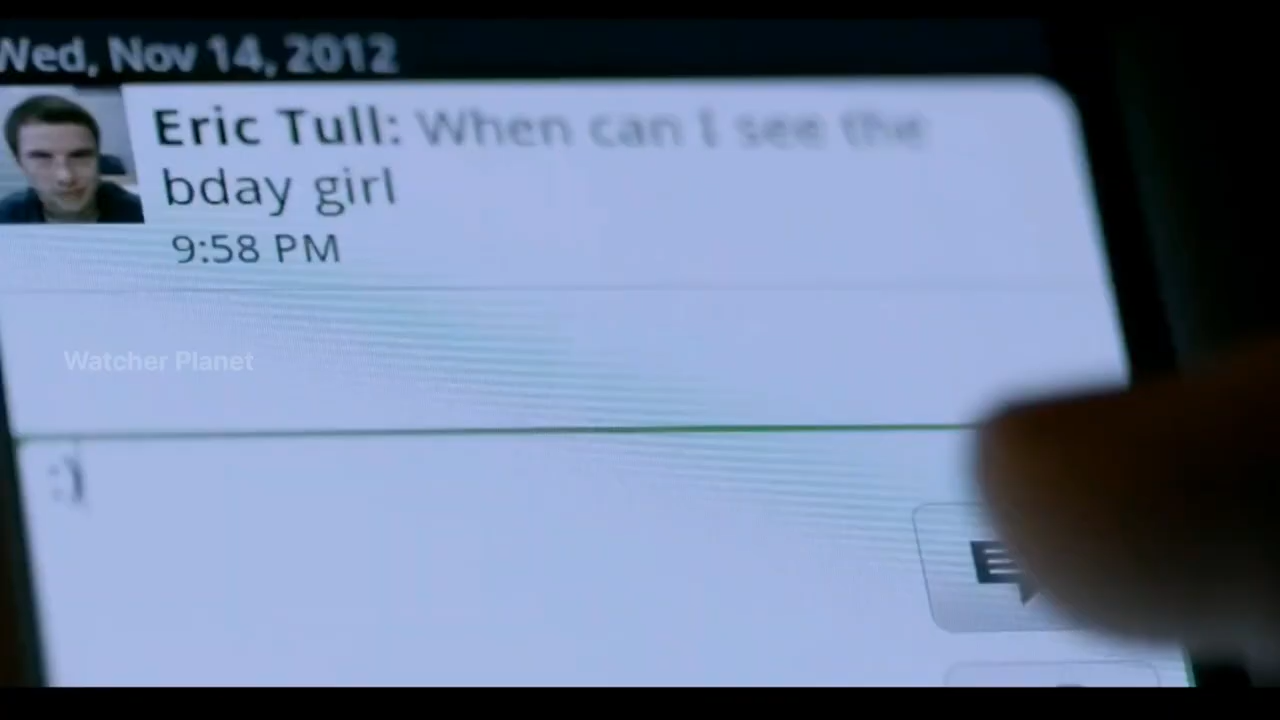 Wed, Nov 14, 2012
Eric Tull: When can I see the
bday girl
9:58 PM
Watcher Planet
:)